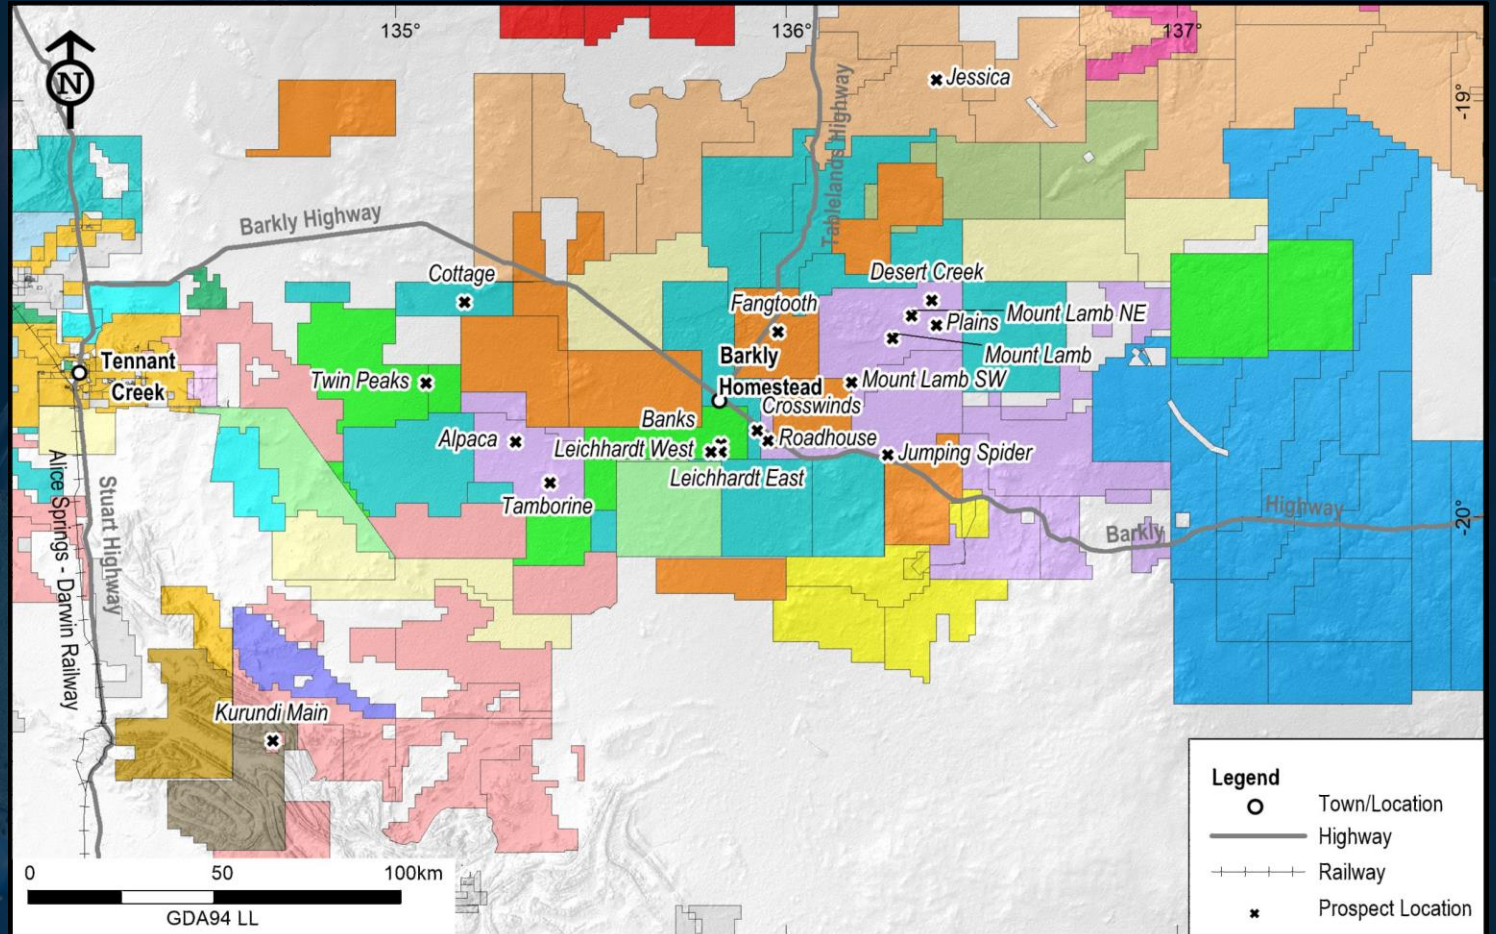 135°
136°
137°
N
Jessica
-19°
Tablelands Highway
Barkly Highway
Cottage
Desert Creek
Fangtooth
Mount Lamb NE
Plains
Mount Lamb
Barkly
Homestead
Tennant
Creek
Twin Peaks
Mount Lamb SW
Crosswinds
Banks
Alpaca
Leichhardt West
Roadhouse
Jumping Spider
Leichhardt East
Tamborine
Alice Springs - Darwin Railway
Stuart Highway
Barkly
Highway
-20°
Kurundi Main
Legend
Town/Location
Highway
Railway
Prospect Location
0 50 100km
GDA94 LL